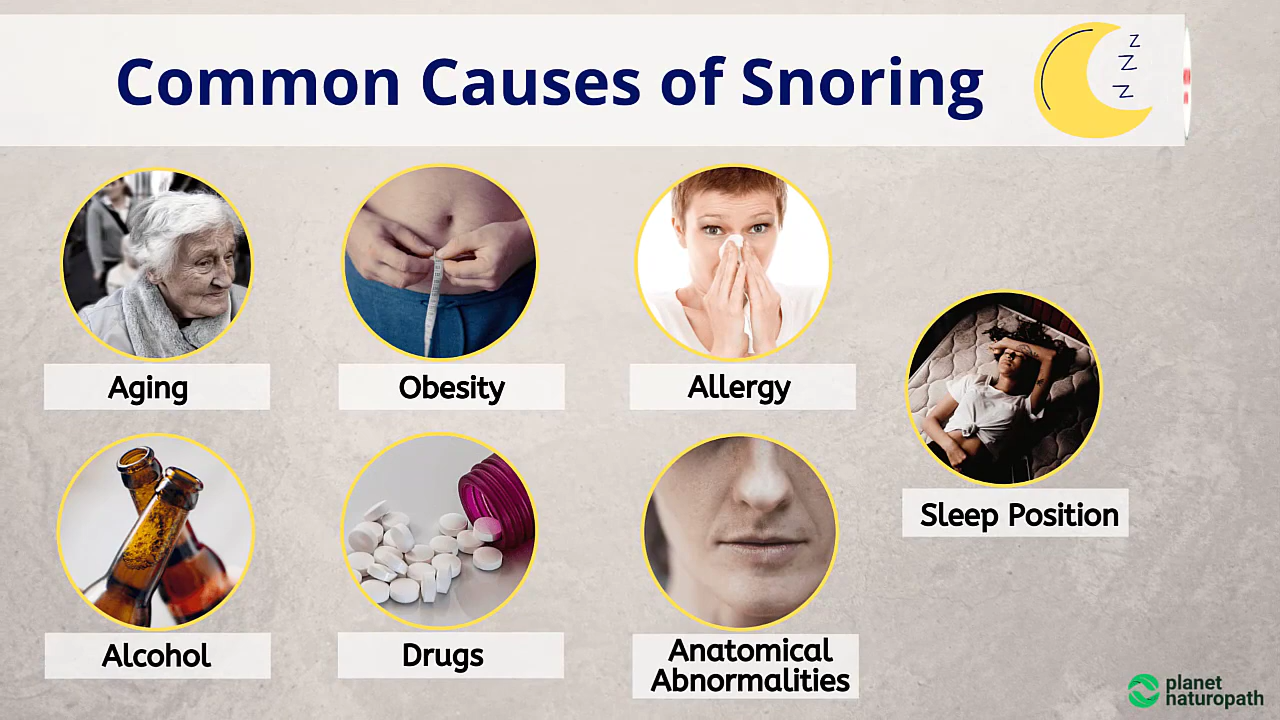 Common Causes of Snoring
z
z
z
Aging
Obesity
Allergy
Sleep Position
Alcohol
Drugs
Anatomical
Abnormalities
planet
naturopath